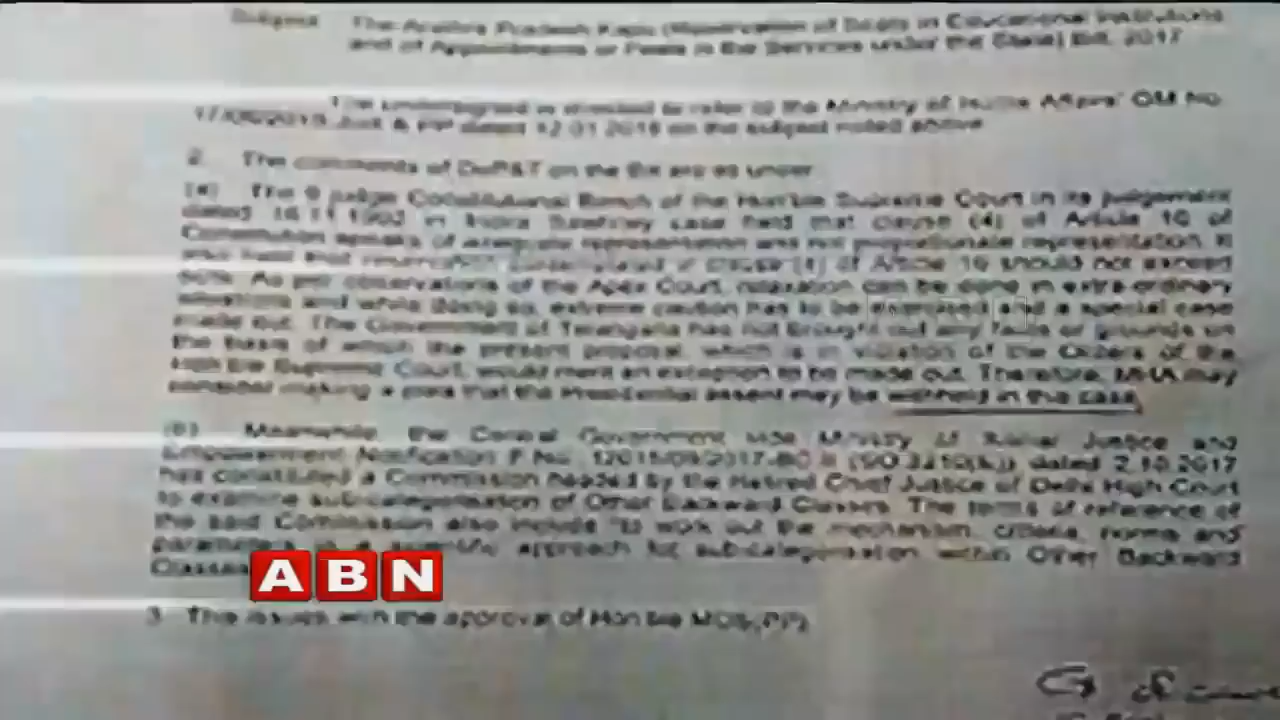 Subject The Andhra Pradesh Kapu (Reservation of Seats in Educational Institutions
and of Appointments or Posts in the Services under the State) Bill, 2017
The undersigned is directed to refer to the Ministry of Home Affairs' OM No.
dated 12.01.2018 on the subject noted above
2. The comments of DoP&T on the Bill are as under
(a) The 9 judge Constitutional Bench of the Hon'ble Supreme Court in its judgement
dated 16.11.1992 in Indra Sawhney case held that clause (4) of Article 16 of
Constitution speaks of adequate representation and not proportionate representation. It
also held that reservation contemplated in clause (4) of Article 16 should not exceed
50%. As per observations of the Apex Court, relaxation can be done in extra-ordinary
situations and while doing so, extreme caution has to be exercised and a special case
made out. The Government of Telangana has not brought out any facts or grounds on
the basis of which the present proposal, which is in violation of the Orders of the
Hon'ble Supreme Court, would merit an exception to be made out. Therefore, MHA may
consider making a case that the Presidential assent may be withheld in this case
(b) Meanwhile, the Central Government vide Ministry of Social Justice and
Empowerment Notification F.No. dated 2.10.2017
has constituted a Commission headed by the Retired Chief Justice of Delhi High Court
to examine sub-categorisation of Other Backward Classes. The terms of reference of
the said Commission also include "to work out the mechanism, criteria, norms and
parameters in a scientific approach for sub-categorisation within Other Backward
Classes
ABN
3. This issues with the approval of Hon'ble MOS(PP)